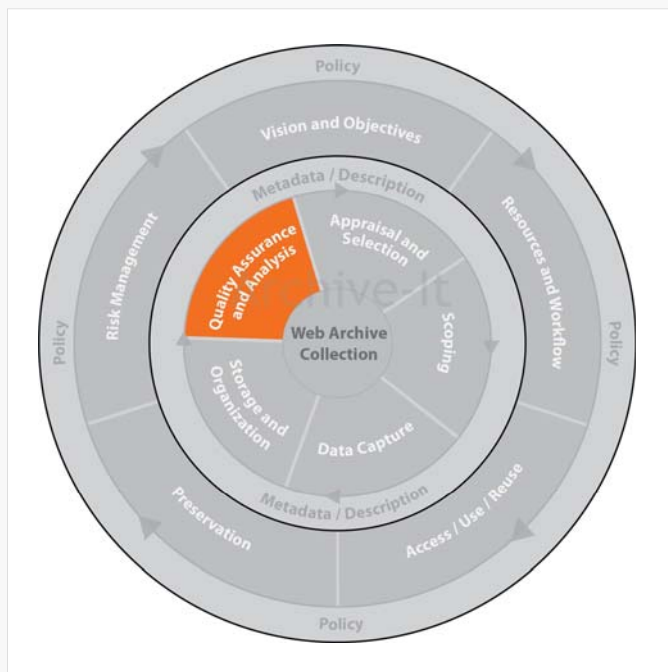 Policy
Vision and Objectives
Metadata / Description
Risk Management
Quality Assurance
and Analysis
Appraisal and
Selection
Resources and Workflow
Archive-It
Policy
Web Archive
Collection
Scoping
Policy
Storage and
Organization
Data Capture
Metadata / Description
Preservation
Access / Use / Reuse
Policy